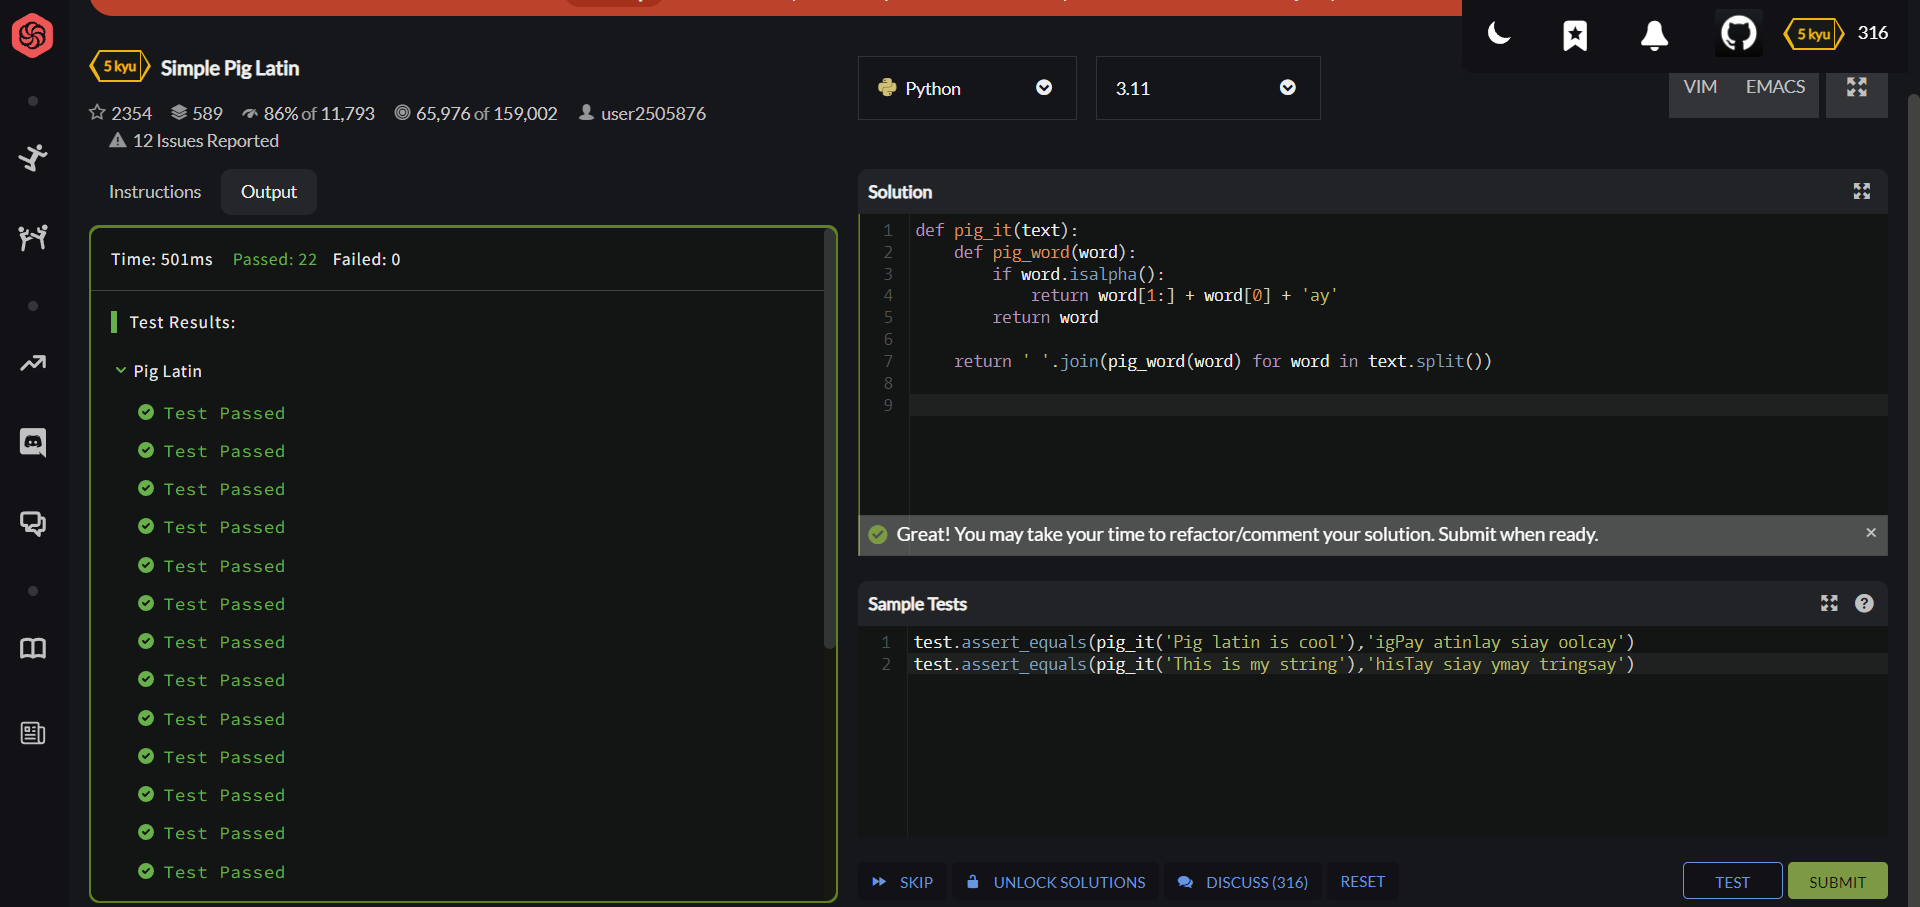 316
5 kyu
5 kyu Simple Pig Latin
2354 589 86% of 11,793 65,976 of 159,002 user2505876
12 Issues Reported
Python
3.11
VIM EMACS
Instructions Output
Time: 501ms Passed: 22 Failed: 0
Test Results:
Pig Latin
Test Passed
Test Passed
Test Passed
Test Passed
Test Passed
Test Passed
Test Passed
Test Passed
Test Passed
Test Passed
Test Passed
Test Passed
Test Passed
Solution
1 def pig_it(text):
2     def pig_word(word):
3         if word.isalpha():
4             return word[1:] + word[0] + 'ay'
5         return word
6
7     return ' '.join(pig_word(word) for word in text.split())
8
9
Great! You may take your time to refactor/comment your solution. Submit when ready. ×
Sample Tests ?
1 test.assert_equals(pig_it('Pig latin is cool'),'igPay atinlay siay oolcay')
2 test.assert_equals(pig_it('This is my string'),'hisTay siay ymay tringsay')
SKIP UNLOCK SOLUTIONS DISCUSS (316) RESET TEST SUBMIT